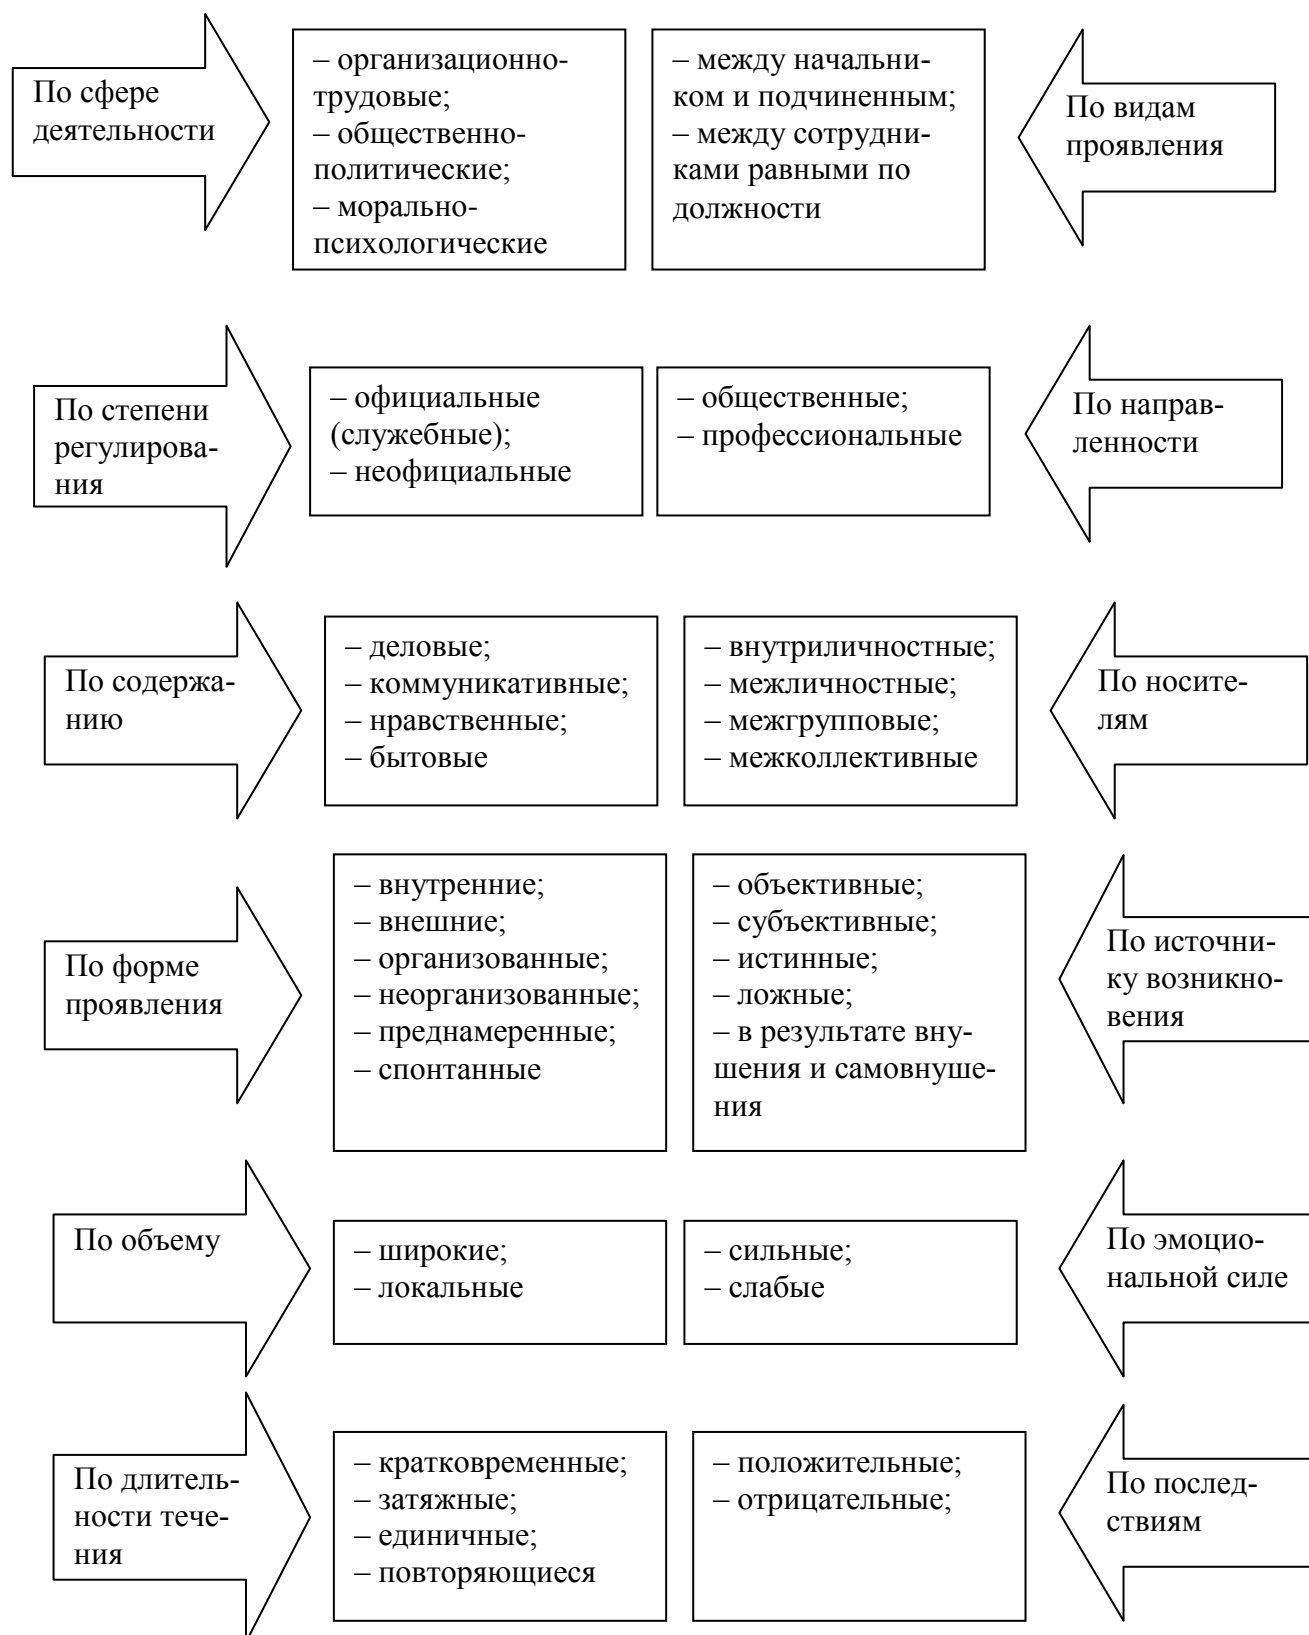 По сфере
деятельности
– организационно-
трудовые;
– общественно-
политические;
– морально-
психологические
– между начальни-
ком и подчиненным;
– между сотрудни-
ками равными по
должности
По видам
проявления
По степени
регулирова-
ния
– официальные
(служебные);
– неофициальные
– общественные;
– профессиональные
По направ-
ленности
По содержа-
нию
– деловые;
– коммуникативные;
– нравственные;
– бытовые
– внутриличностные;
– межличностные;
– межгрупповые;
– межколлективные
По носите-
лям
По форме
проявления
– внутренние;
– внешние;
– организованные;
– неорганизованные;
– преднамеренные;
– спонтанные
– объективные;
– субъективные;
– истинные;
– ложные;
– в результате вну-
шения и самовнуше-
ния
По источни-
ку возникно-
вения
По объему
– широкие;
– локальные
– сильные;
– слабые
По эмоцио-
нальной силе
По длитель-
ности тече-
ния
– кратковременные;
– затяжные;
– единичные;
– повторяющиеся
– положительные;
– отрицательные;
По послед-
ствиям